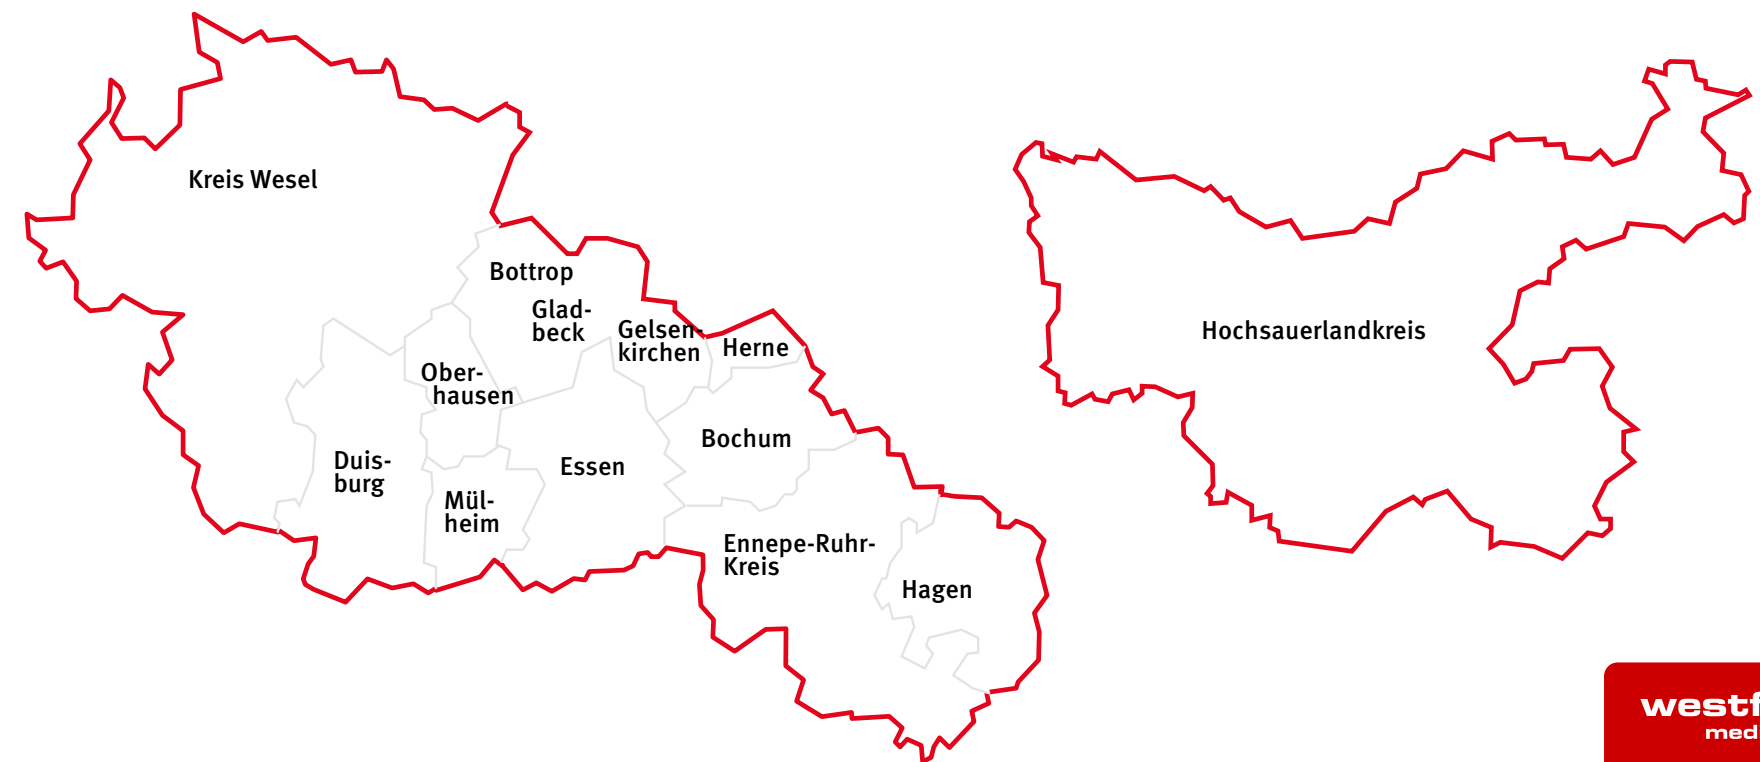 Kreis Wesel
Bottrop
Glad-
beck
Gelsen-
kirchen
Herne
Hochsauerlandkreis
Ober-
hausen
Bochum
Duis-
burg
Essen
Mül-
heim
Ennepe-Ruhr-
Kreis
Hagen